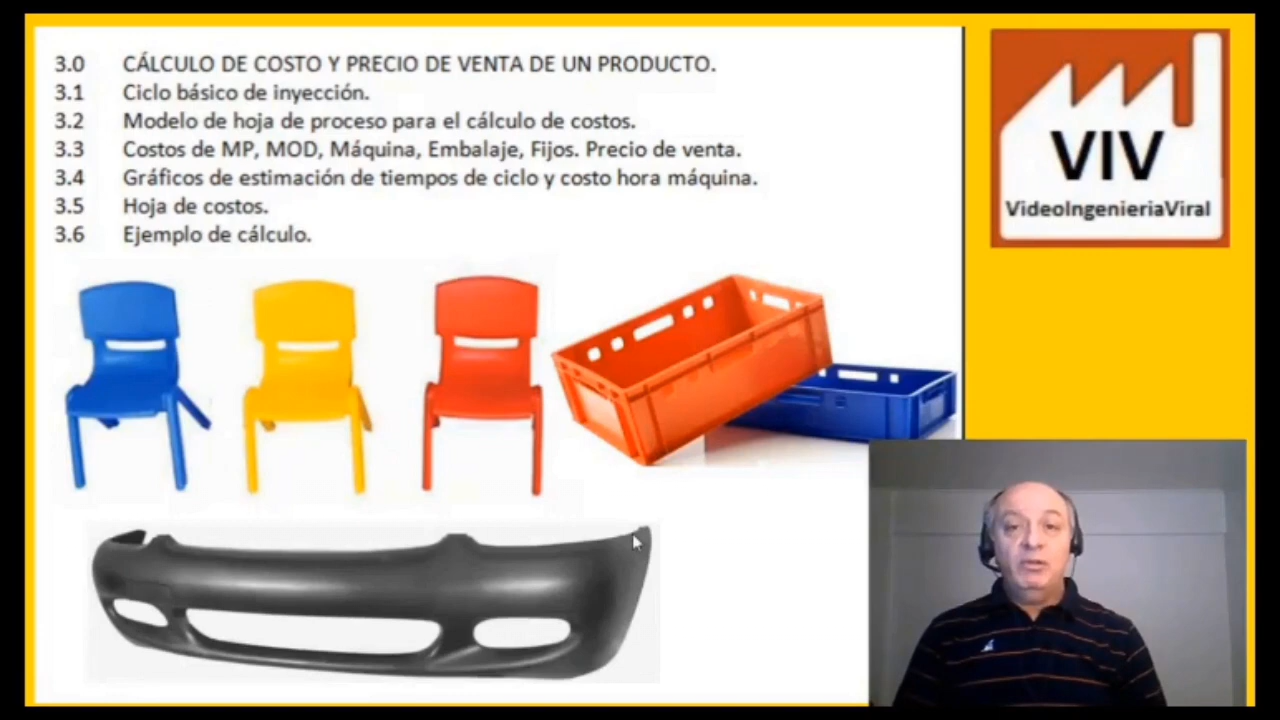 3.0 CÁLCULO DE COSTO Y PRECIO DE VENTA DE UN PRODUCTO.
3.1 Ciclo básico de inyección.
3.2 Modelo de hoja de proceso para el cálculo de costos.
3.3 Costos de MP, MOD, Máquina, Embalaje, Fijos. Precio de venta.
3.4 Gráficos de estimación de tiempos de ciclo y costo hora máquina.
3.5 Hoja de costos.
3.6 Ejemplo de cálculo.
VIV
VideoIngenieriaViral